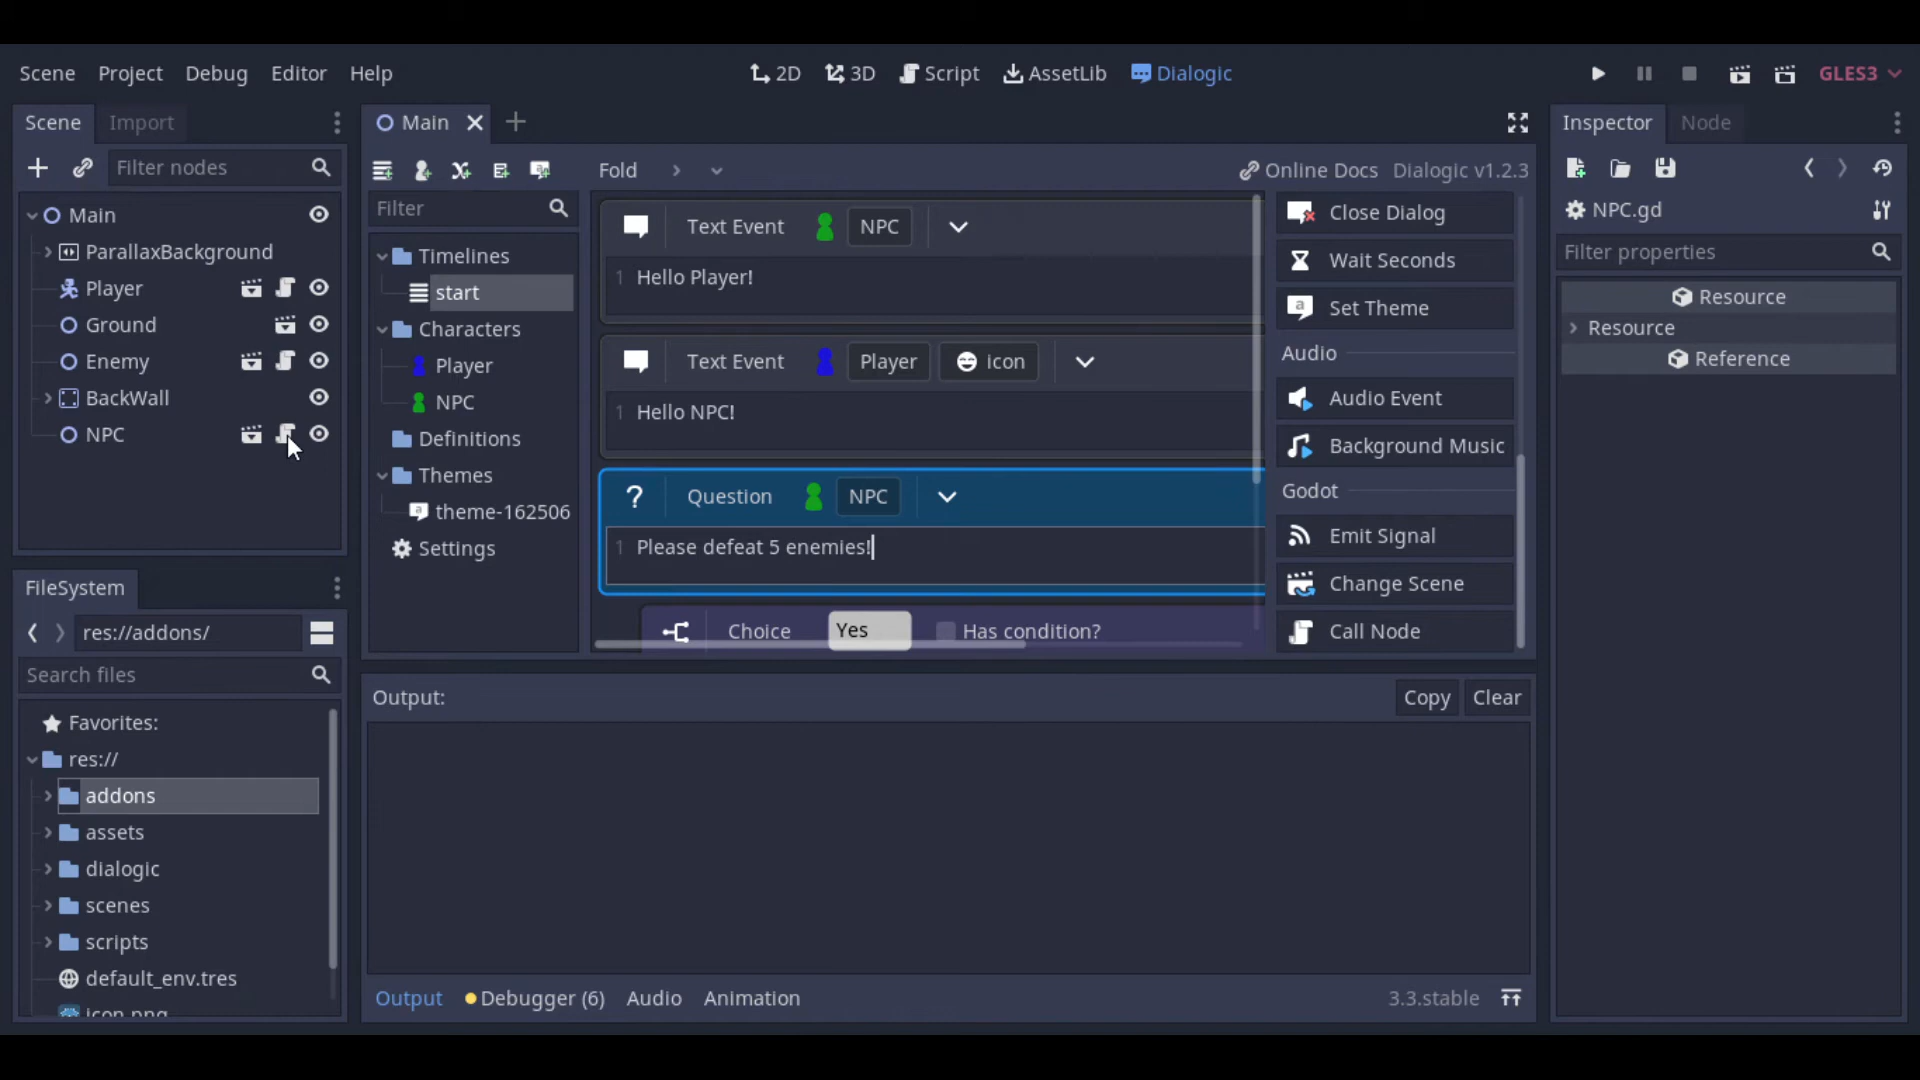 Scene Project Debug Editor Help
2D 3D Script AssetLib Dialogic
GLES3
Scene Import
Filter nodes
Main
ParallaxBackground
Player
Ground
Enemy
BackWall
NPC
FileSystem
res://addons/
Search files
Favorites:
res://
addons
assets
dialogic
scenes
scripts
default_env.tres
icon.png
Main
Fold
Online Docs Dialogic v1.2.3
Filter
Timelines
start
Characters
Player
NPC
Definitions
Themes
theme-162506
Settings
Text Event NPC
1 Hello Player!
Text Event Player icon
1 Hello NPC!
? Question NPC
1 Please defeat 5 enemies!
Choice Yes Has condition?
Close Dialog
Wait Seconds
a Set Theme
Audio
Audio Event
Background Music
Godot
Emit Signal
Change Scene
Call Node
Output:
Copy Clear
Output Debugger (6) Audio Animation
3.3.stable
Inspector Node
NPC.gd
Filter properties
Resource
Resource
Reference